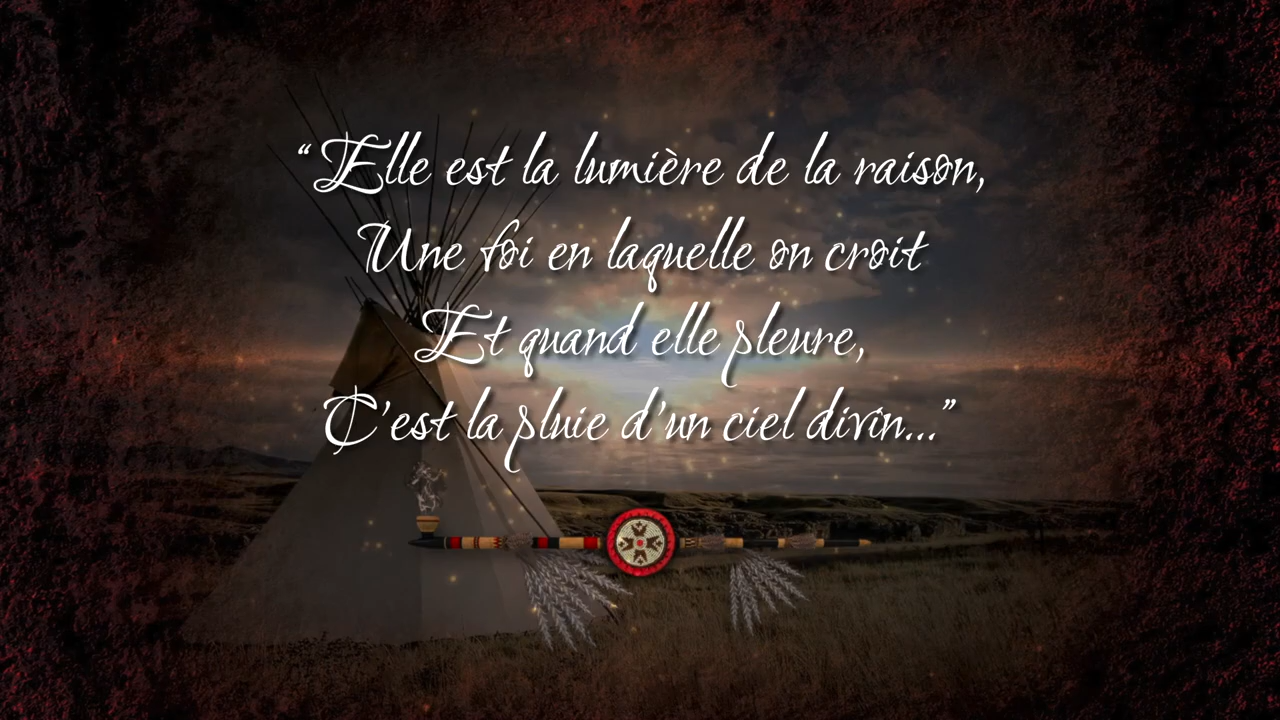 “Elle est la lumière de la raison,
Une foi en laquelle on croit
Et quand elle pleure,
C’est la pluie d’un ciel divin...”